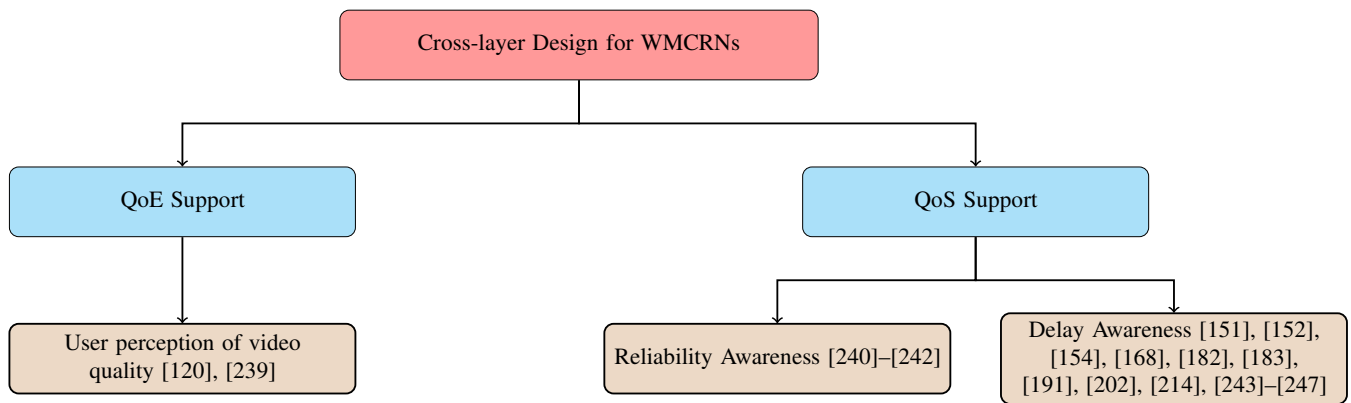 Cross-layer Design for WMCRNs
QoE Support
QoS Support
User perception of video
quality [120], [239]
Reliability Awareness [240]–[242]
Delay Awareness [151], [152],
[154], [168], [182], [183],
[191], [202], [214], [243]–[247]